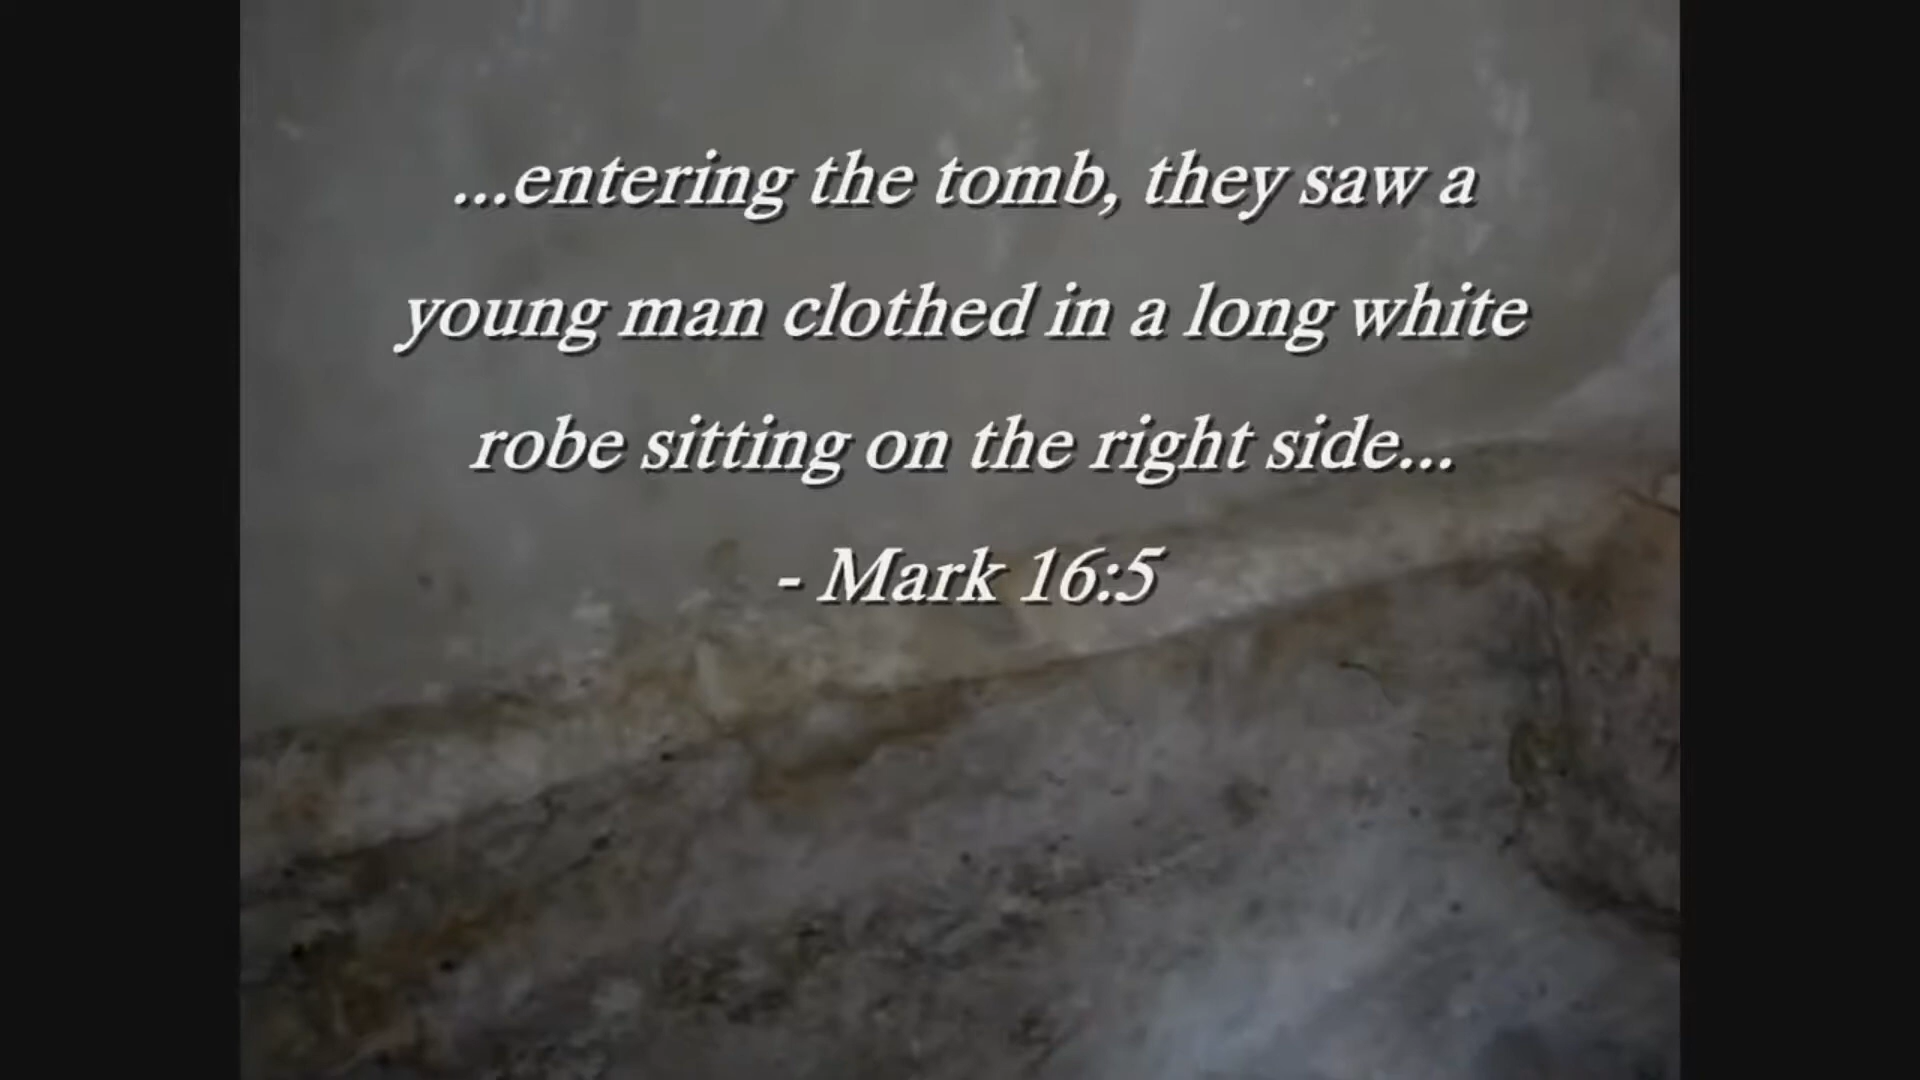 ...entering the tomb, they saw a
young man clothed in a long white
robe sitting on the right side...
- Mark 16:5